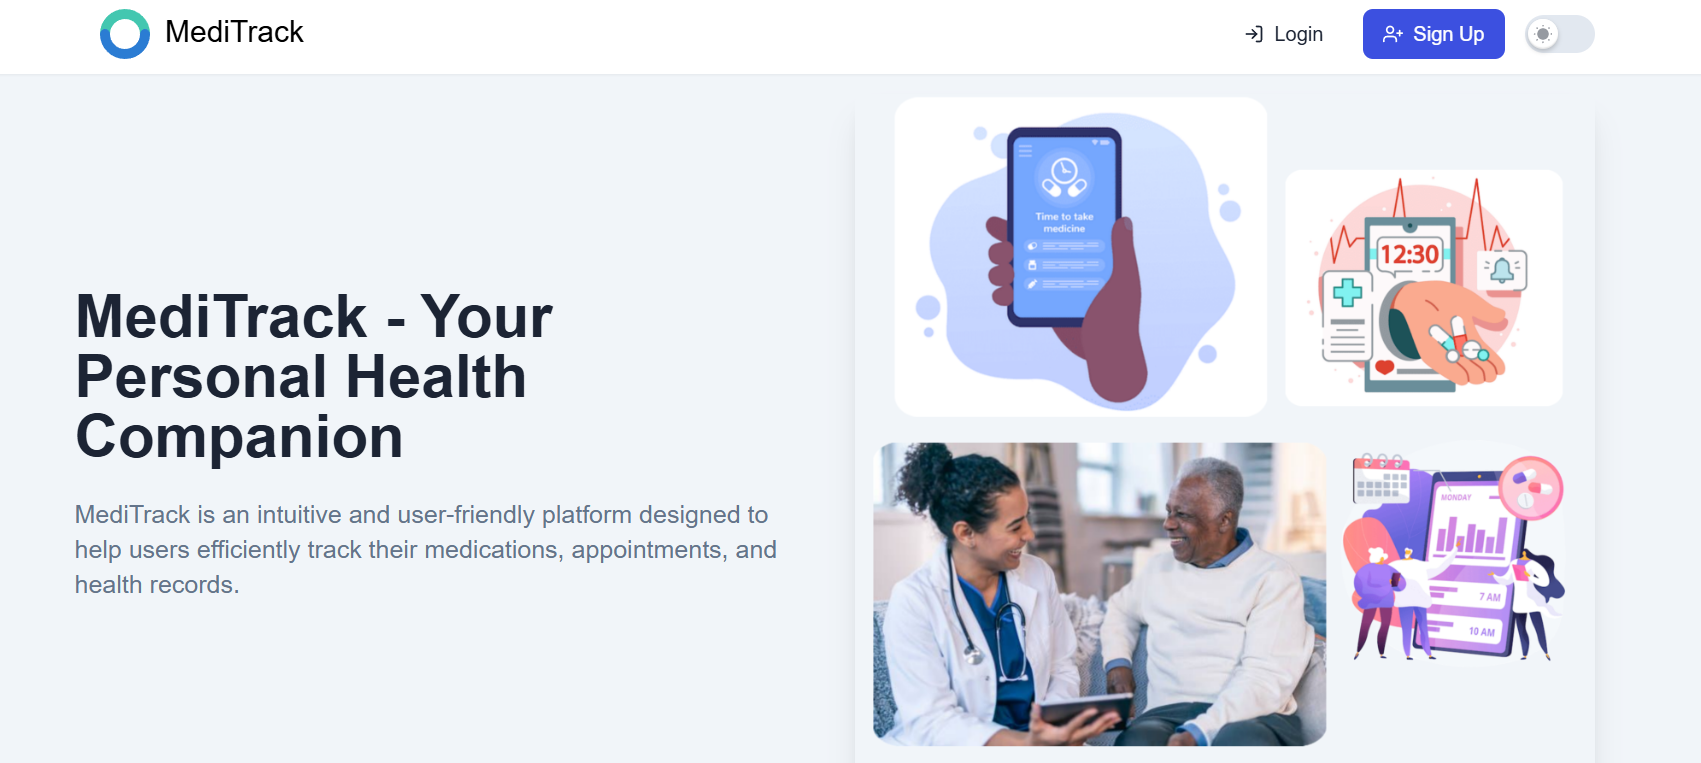 MediTrack
Login
Sign Up
MediTrack - Your
Personal Health
Companion
MediTrack is an intuitive and user-friendly platform designed to
help users efficiently track their medications, appointments, and
health records.
Time to take
medicine
12:30
MONDAY
7 AM
10 AM